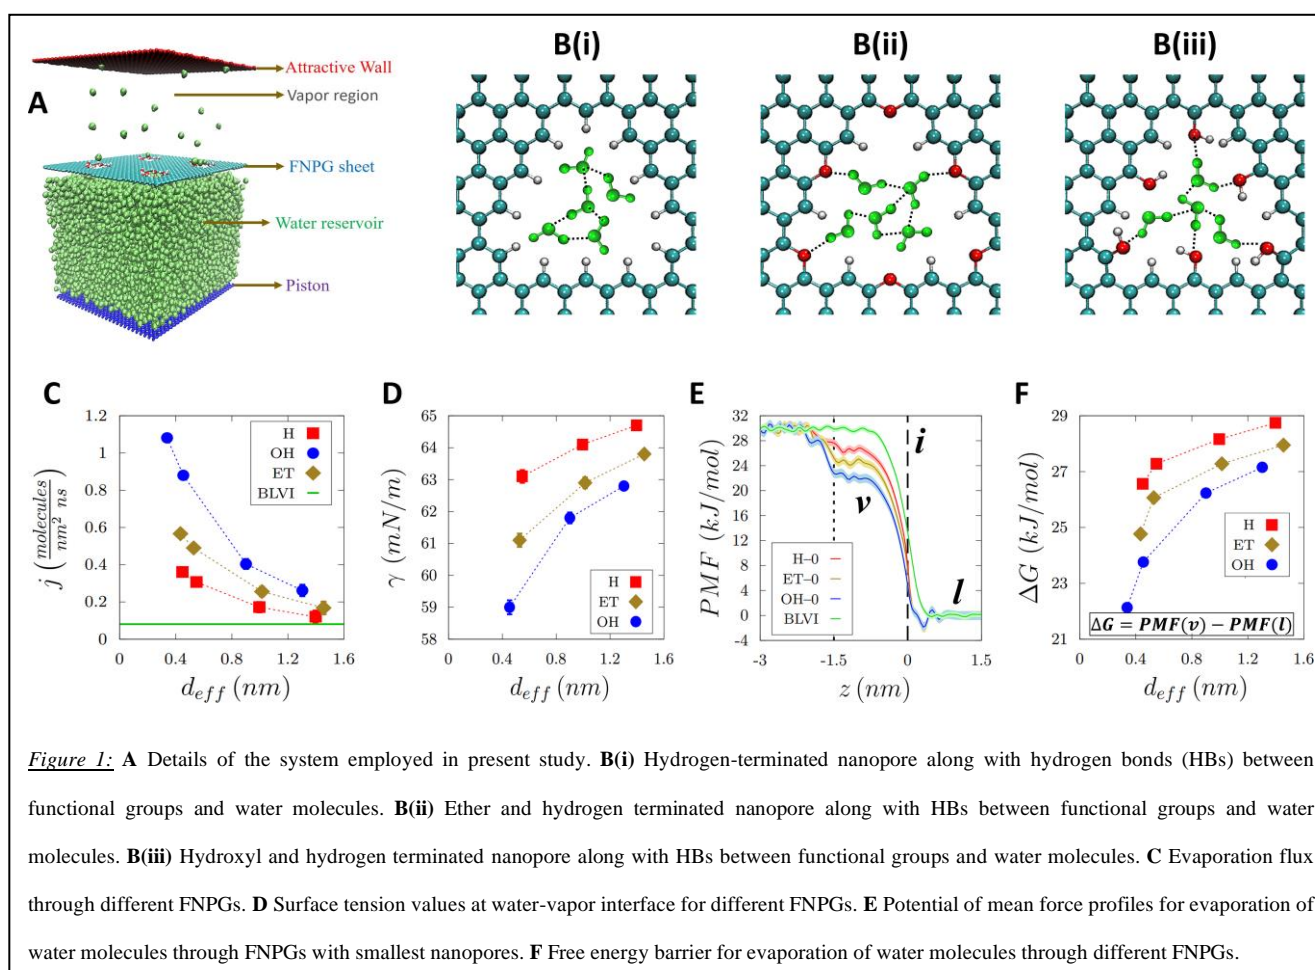 A
Attractive Wall
Vapor region
FNPG sheet
Water reservoir
Piston
B(i)
B(ii)
B(iii)
C
j (molecules / nm² ns)
1.2
1
0.8
0.6
0.4
0.2
0
H
OH
ET
BLVI
0 0.4 0.8 1.2 1.6
d_eff (nm)
D
γ (mN/m)
65
64
63
62
61
60
59
58
H
ET
OH
0 0.4 0.8 1.2 1.6
d_eff (nm)
E
PMF (kJ/mol)
32
28
24
20
16
12
8
4
0
-4
i
v
l
H–0
ET–0
OH–0
BLVI
-3 -1.5 0 1.5
z (nm)
F
ΔG (kJ/mol)
29
27
25
23
21
H
ET
OH
ΔG = PMF(v) − PMF(l)
0 0.4 0.8 1.2 1.6
d_eff (nm)
Figure 1: A Details of the system employed in present study. B(i) Hydrogen-terminated nanopore along with hydrogen bonds (HBs) between
functional groups and water molecules. B(ii) Ether and hydrogen terminated nanopore along with HBs between functional groups and water
molecules. B(iii) Hydroxyl and hydrogen terminated nanopore along with HBs between functional groups and water molecules. C Evaporation flux
through different FNPGs. D Surface tension values at water-vapor interface for different FNPGs. E Potential of mean force profiles for evaporation of
water molecules through FNPGs with smallest nanopores. F Free energy barrier for evaporation of water molecules through different FNPGs.